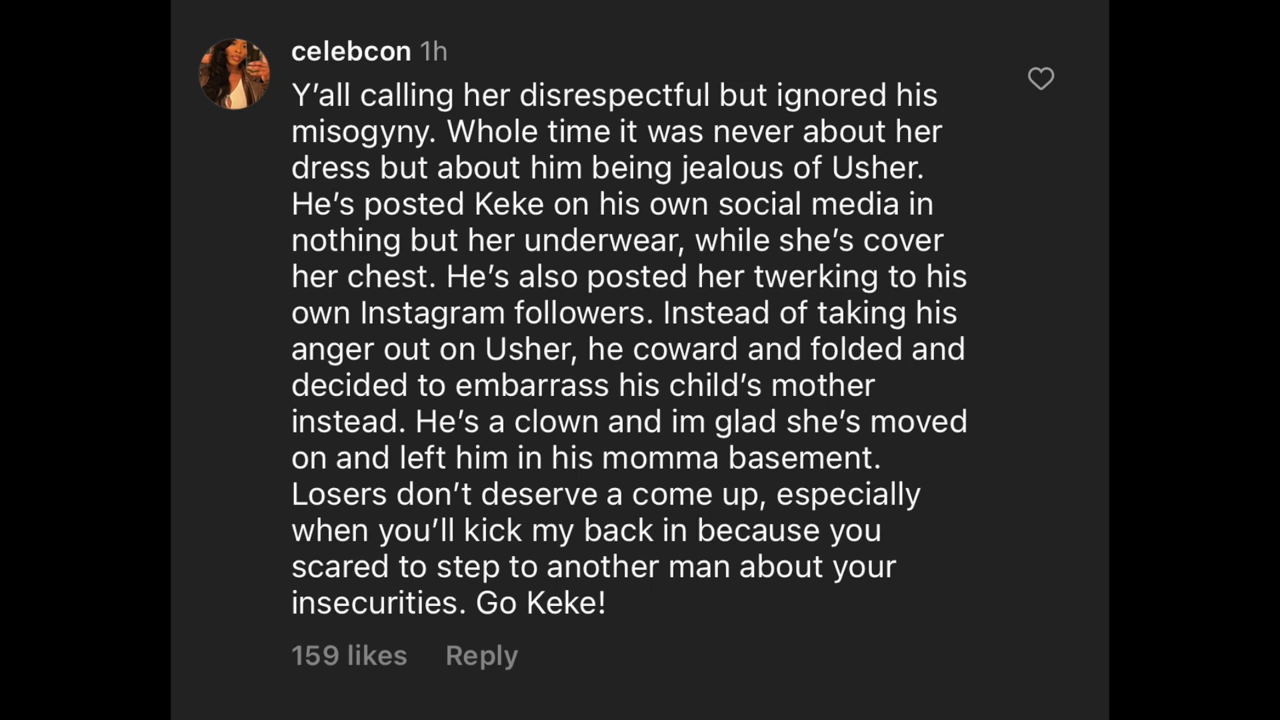 celebcon 1h
Y’all calling her disrespectful but ignored his
misogyny. Whole time it was never about her
dress but about him being jealous of Usher.
He’s posted Keke on his own social media in
nothing but her underwear, while she’s cover
her chest. He’s also posted her twerking to his
own Instagram followers. Instead of taking his
anger out on Usher, he coward and folded and
decided to embarrass his child’s mother
instead. He’s a clown and im glad she’s moved
on and left him in his momma basement.
Losers don’t deserve a come up, especially
when you’ll kick my back in because you
scared to step to another man about your
insecurities. Go Keke!
159 likes Reply